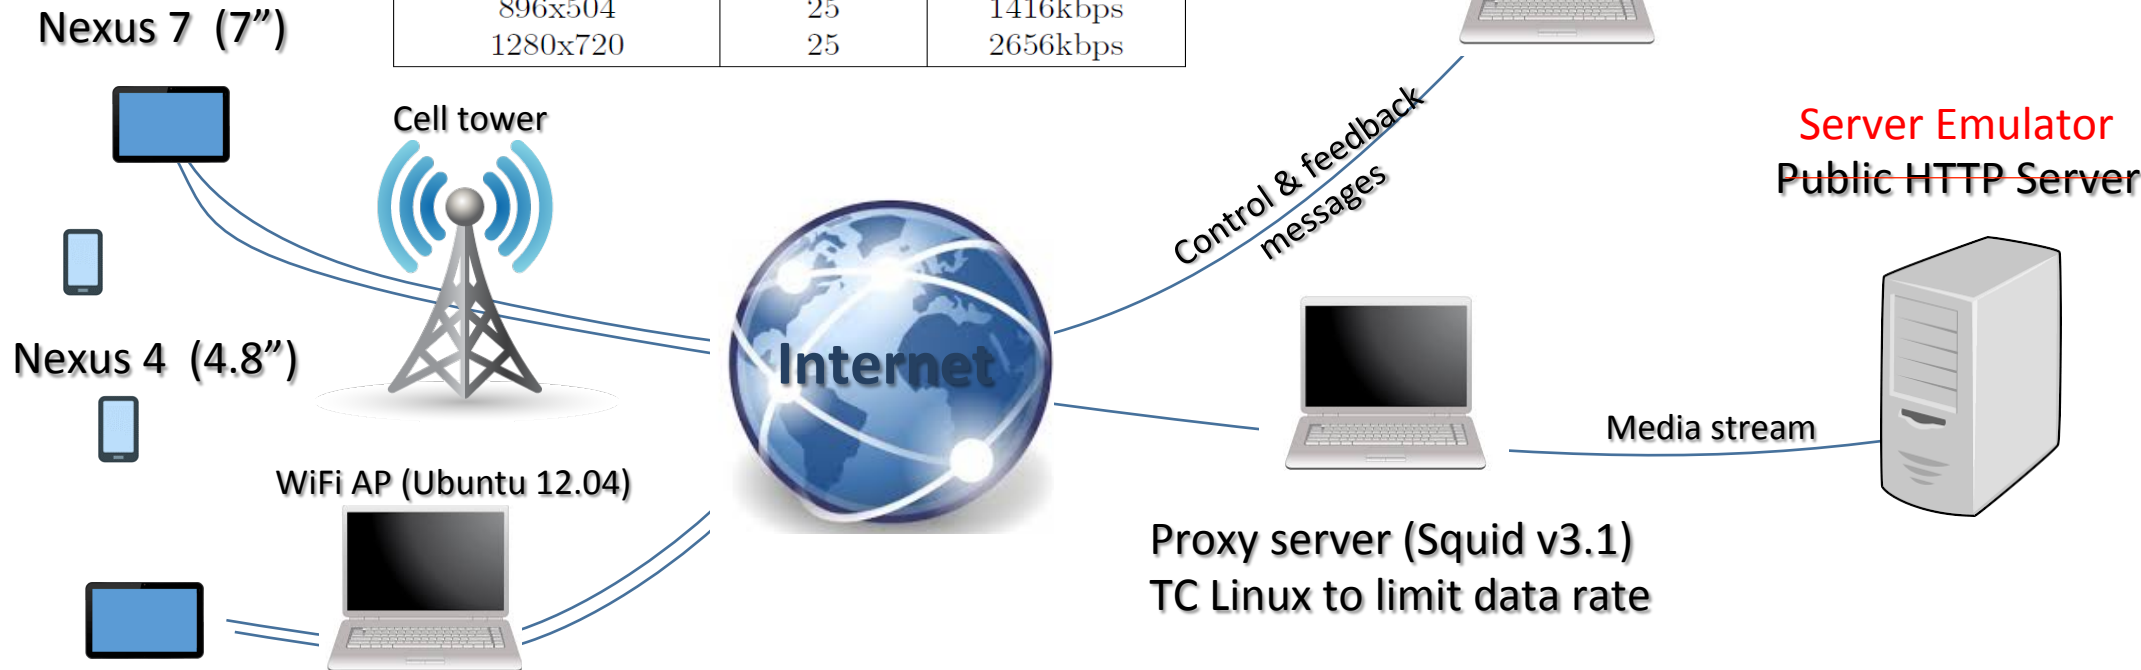 896x504 25 1416kbps
Nexus 7 (7”)
1280x720 25 2656kbps
Cell tower
Control & feedback
messages
Server Emulator
Public HTTP Server
Internet
Nexus 4 (4.8”)
Media stream
WiFi AP (Ubuntu 12.04)
Proxy server (Squid v3.1)
TC Linux to limit data rate